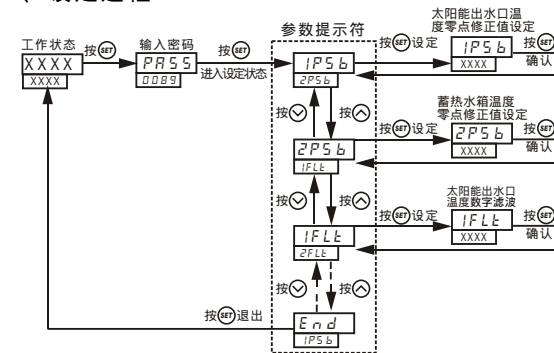 参数提示符
太阳能出水口温
度零点修正值设定
工作状态 按SET 输入密码 按SET 按SET设定 1PSb 按SET
XXXX PASS 1PSb XXXX 确认
XXXX 0089 进入设定状态 2PSb
按 按
蓄热水箱温度
零点修正值设定
2PSb 按SET设定 2PSb 按SET
1FLt XXXX 确认
按 按
太阳能出水口
温度数字滤波
按SET设定 1FLt 按SET
1FLt XXXX 确认
2FLt
按 按
按SET退出 End
1PSb